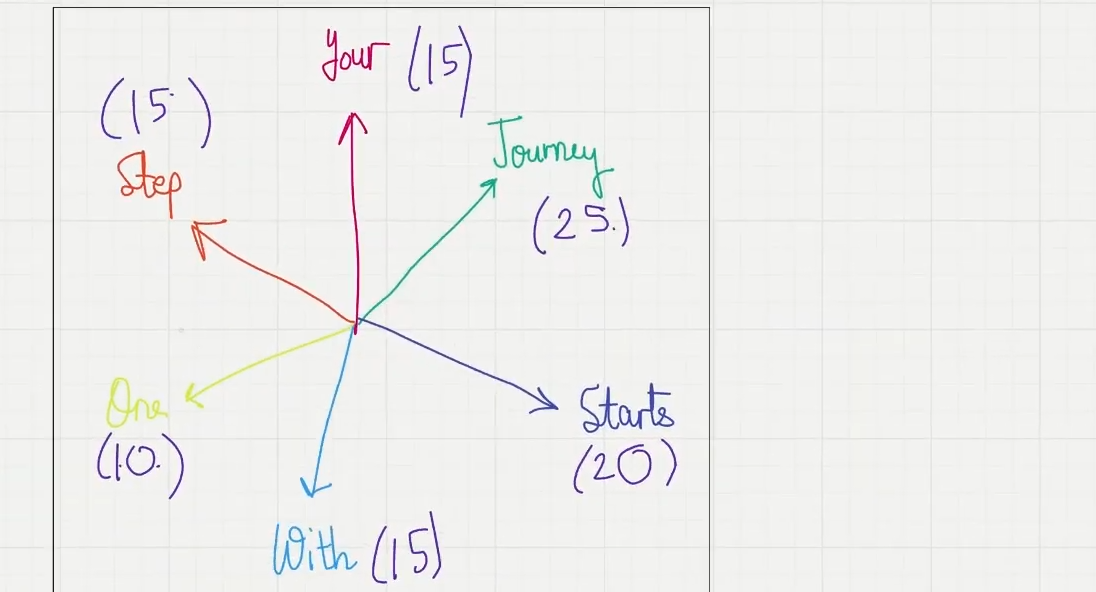 Your (15)
Journey
(25.)
Starts
(20)
With (15)
One
(10.)
(15)
Step